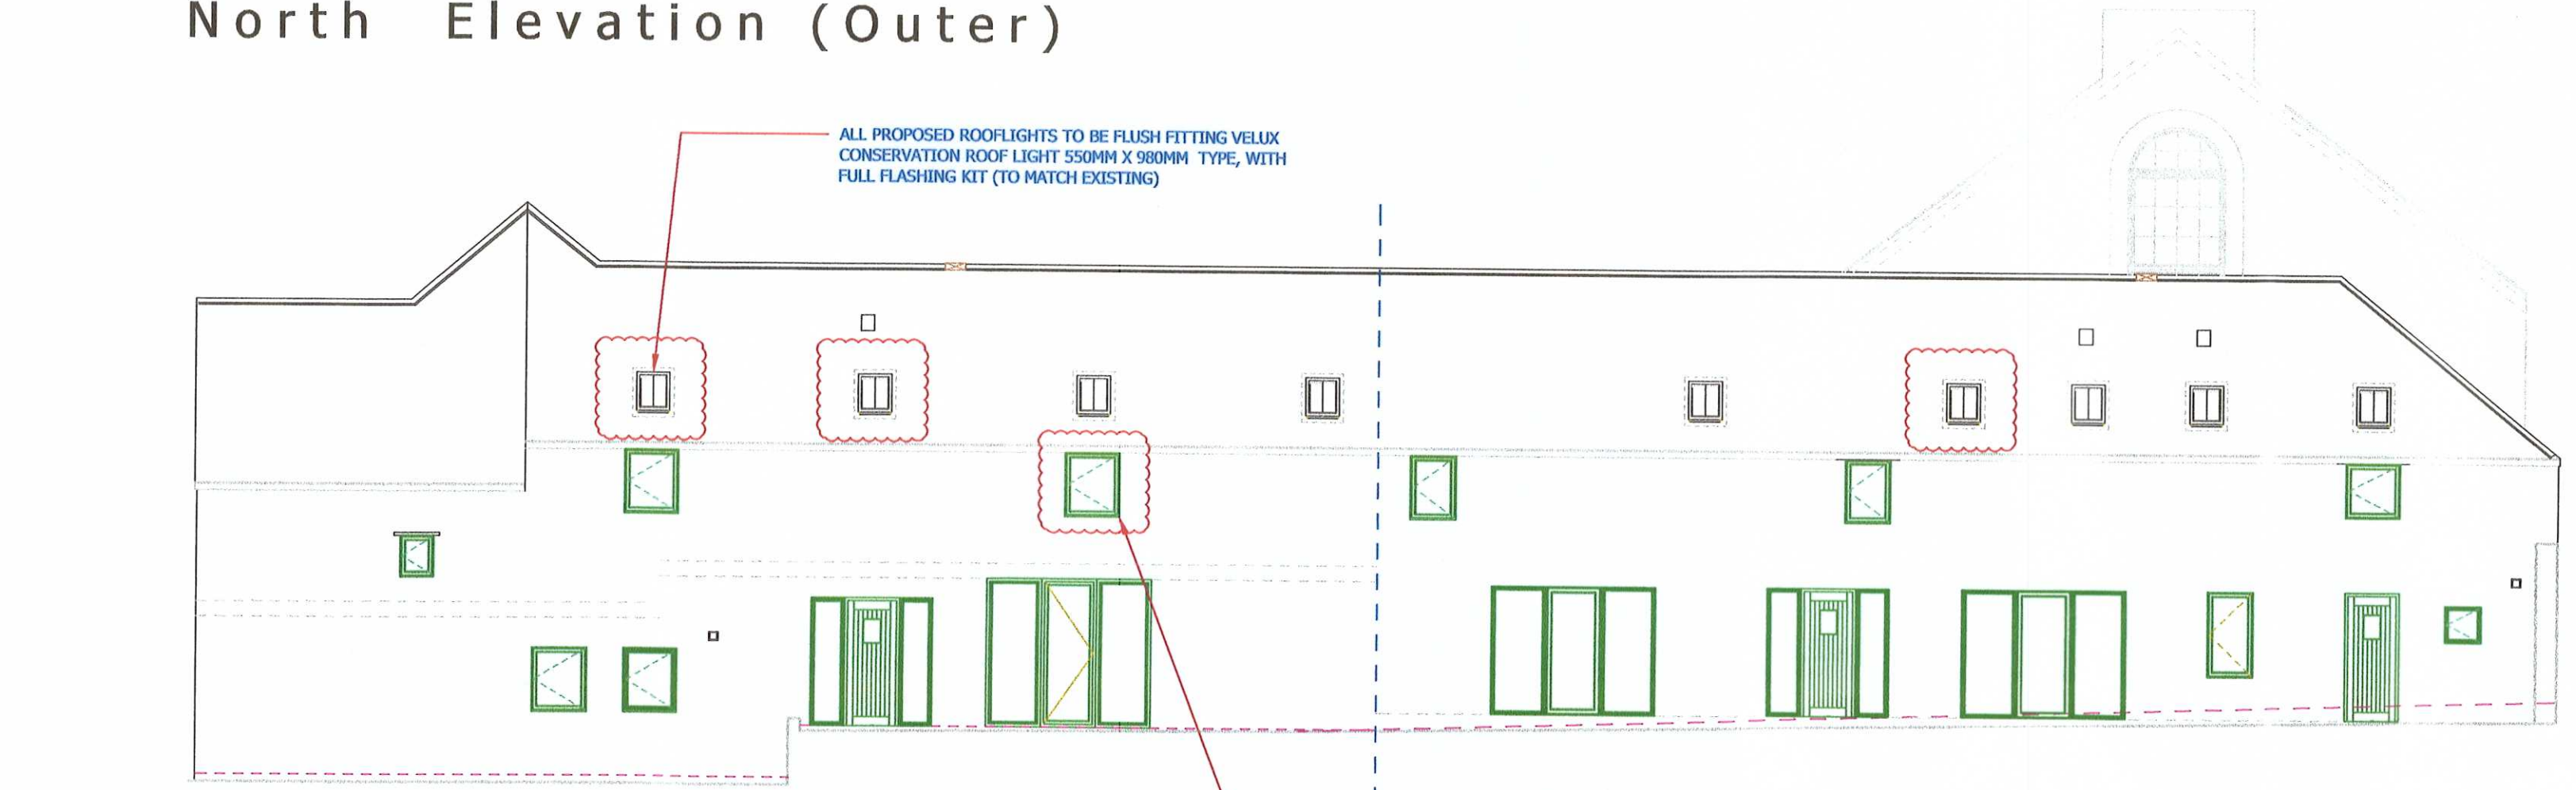 North Elevation (Outer)
ALL PROPOSED ROOFLIGHTS TO BE FLUSH FITTING VELUX
CONSERVATION ROOF LIGHT 550MM X 980MM TYPE, WITH
FULL FLASHING KIT (TO MATCH EXISTING)